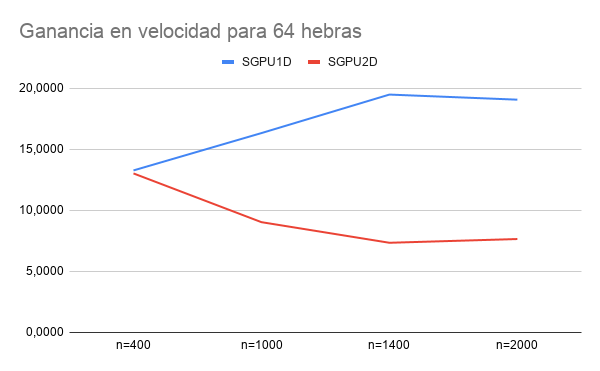 Ganancia en velocidad para 64 hebras
SGPU1D SGPU2D
20,0000
15,0000
10,0000
5,0000
0,0000
n=400 n=1000 n=1400 n=2000